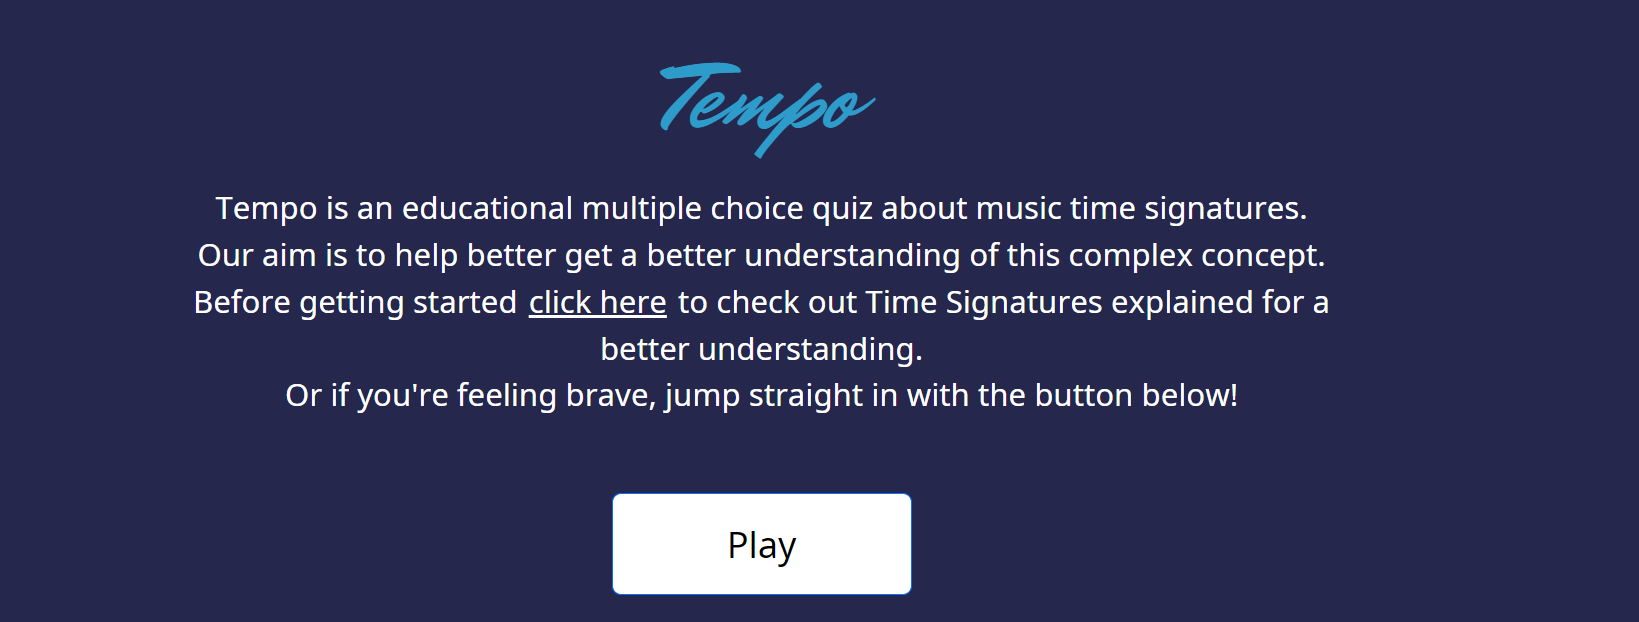 Tempo
Tempo is an educational multiple choice quiz about music time signatures.
Our aim is to help better get a better understanding of this complex concept.
Before getting started click here to check out Time Signatures explained for a
better understanding.
Or if you're feeling brave, jump straight in with the button below!
Play